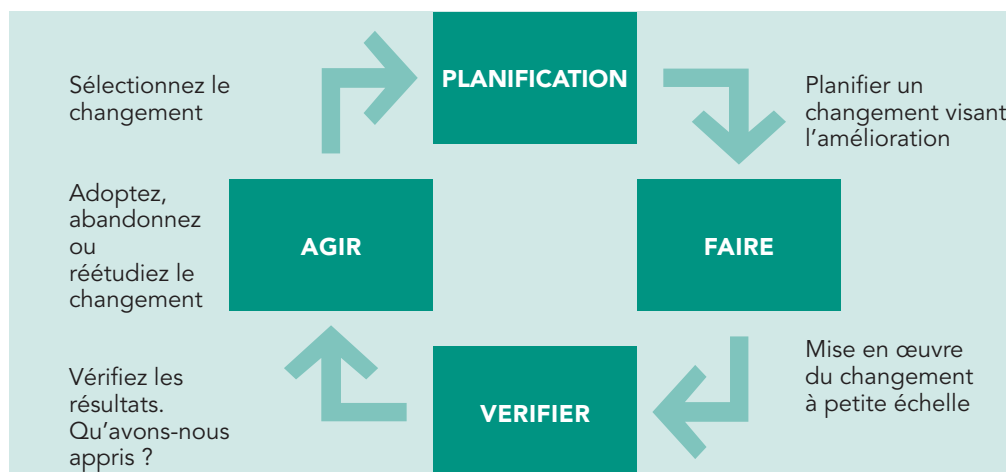 PLANIFICATION
Sélectionnez le
changement
Planifier un
changement visant
l'amélioration
Adoptez,
abandonnez
ou
réétudiez le
changement
AGIR
FAIRE
Mise en œuvre
du changement
à petite échelle
Vérifiez les
résultats.
Qu'avons-nous
appris ?
VERIFIER